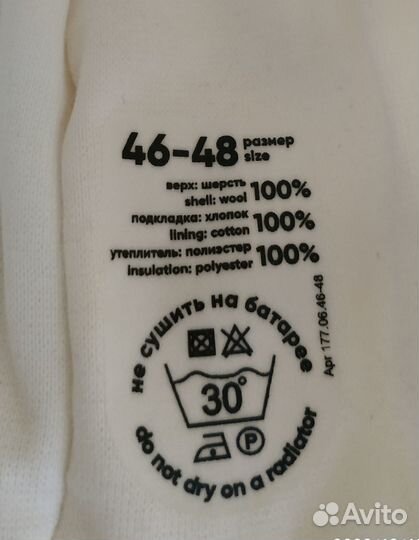 46-48 размер
size
верх: шерсть 100%
shell: wool
подкладка: хлопок 100%
lining: cotton
утеплитель: полиэстер 100%
insulation: polyester
Арт 177.06.46-48
не сушить на батарее
30°
P
do not dry on a radiator
Avito